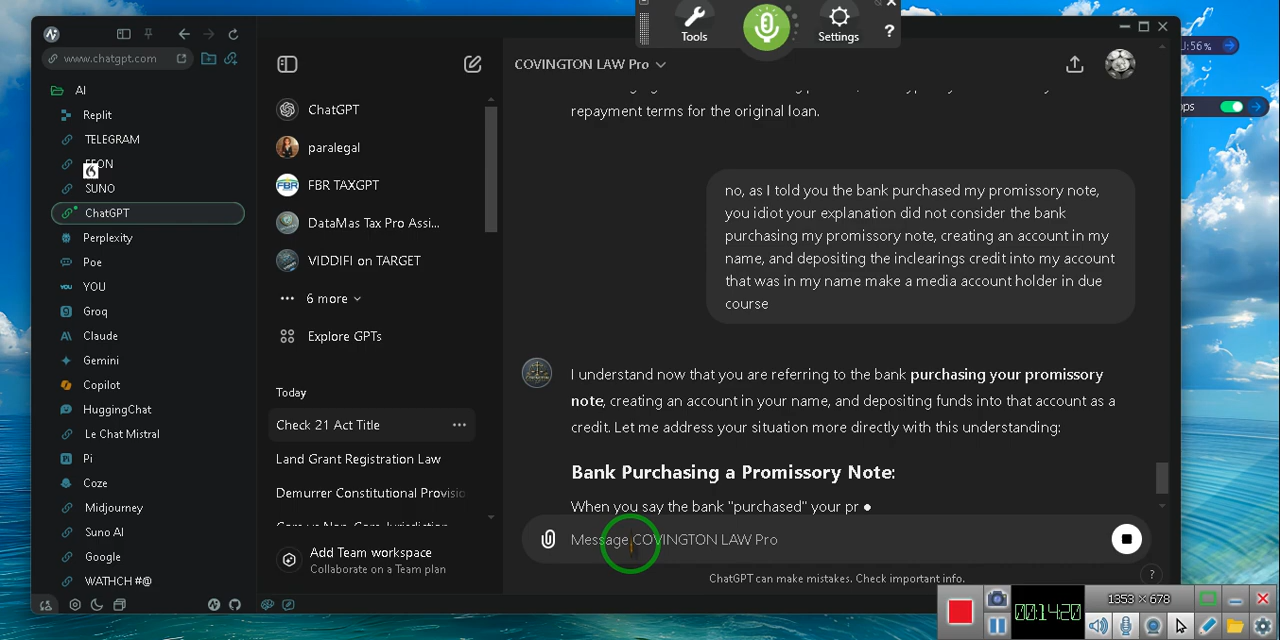 Tools
Settings
?
www.chatgpt.com
AI
Replit
TELEGRAM
SUNO
ChatGPT
Perplexity
Poe
YOU
Groq
Claude
Gemini
Copilot
HuggingChat
Le Chat Mistral
Pi
Coze
Midjourney
Suno AI
Google
WATHCH #@
ChatGPT
paralegal
FBR TAXGPT
DataMas Tax Pro Assi...
VIDDIFI on TARGET
6 more
Explore GPTs
Today
Check 21 Act Title
Land Grant Registration Law
Demurrer Constitutional Provisio
Add Team workspace
Collaborate on a Team plan
COVINGTON LAW Pro
repayment terms for the original loan.
no, as I told you the bank purchased my promissory note,
you idiot your explanation did not consider the bank
purchasing my promissory note, creating an account in my
name, and depositing the inclearings credit into my account
that was in my name make a media account holder in due
course
I understand now that you are referring to the bank purchasing your promissory
note, creating an account in your name, and depositing funds into that account as a
credit. Let me address your situation more directly with this understanding:
Bank Purchasing a Promissory Note:
When you say the bank "purchased" your pr
Message COVINGTON LAW Pro
ChatGPT can make mistakes. Check important info.
?
:56%
ps
1353 × 678
00:14:20